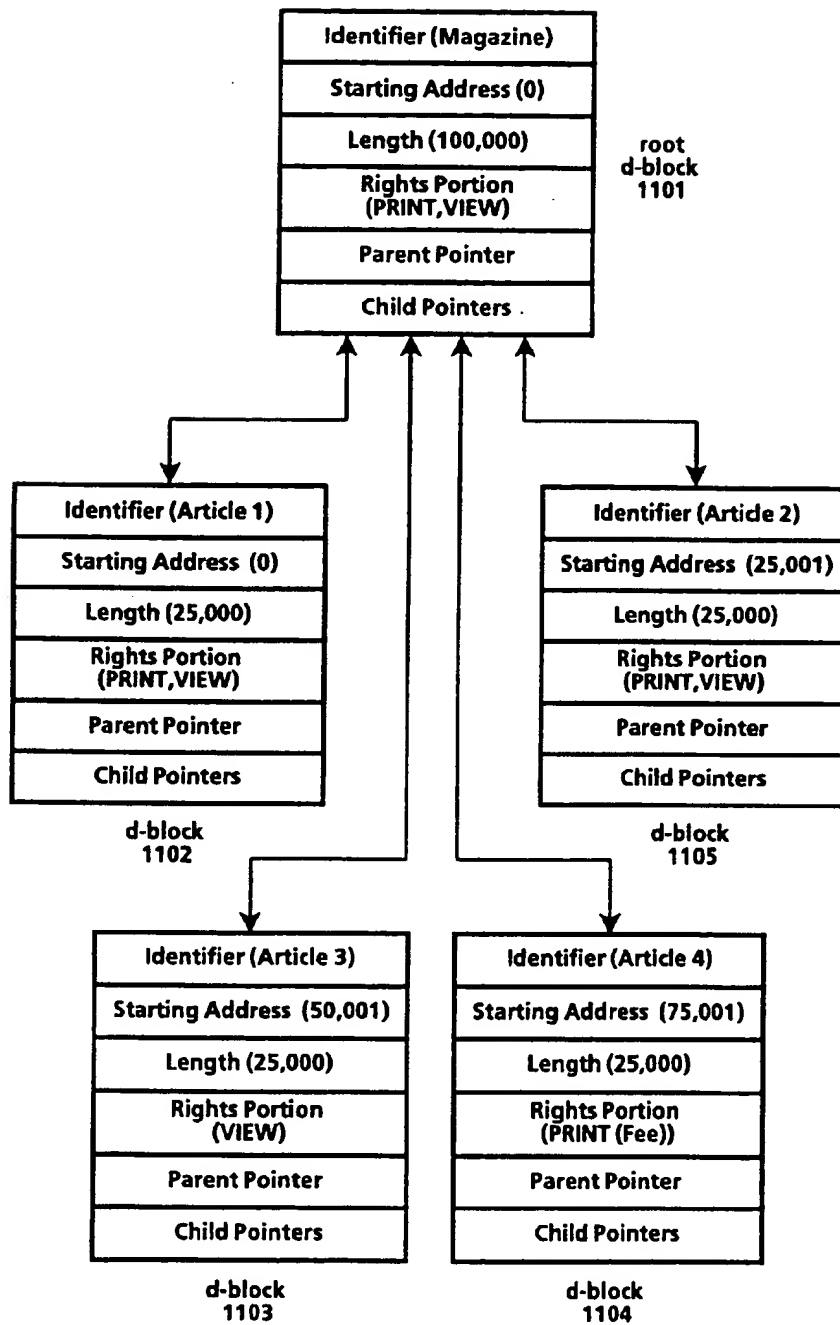 Identifier (Magazine)
Starting Address (0)
Length (100,000)
Rights Portion
(PRINT,VIEW)
Parent Pointer
Child Pointers
root
d-block
1101
Identifier (Article 1)
Starting Address (0)
Length (25,000)
Rights Portion
(PRINT,VIEW)
Parent Pointer
Child Pointers
d-block
1102
Identifier (Article 2)
Starting Address (25,001)
Length (25,000)
Rights Portion
(PRINT,VIEW)
Parent Pointer
Child Pointers
d-block
1105
Identifier (Article 3)
Starting Address (50,001)
Length (25,000)
Rights Portion
(VIEW)
Parent Pointer
Child Pointers
d-block
1103
Identifier (Article 4)
Starting Address (75,001)
Length (25,000)
Rights Portion
(PRINT (Fee))
Parent Pointer
Child Pointers
d-block
1104